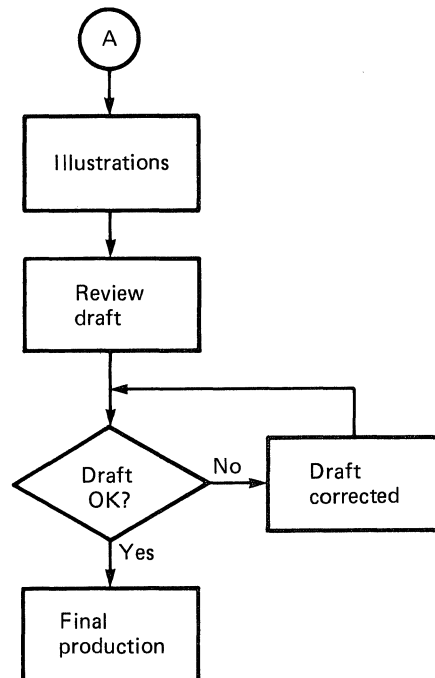 A
Illustrations
Review
draft
Draft
OK?
No
Draft
corrected
Yes
Final
production